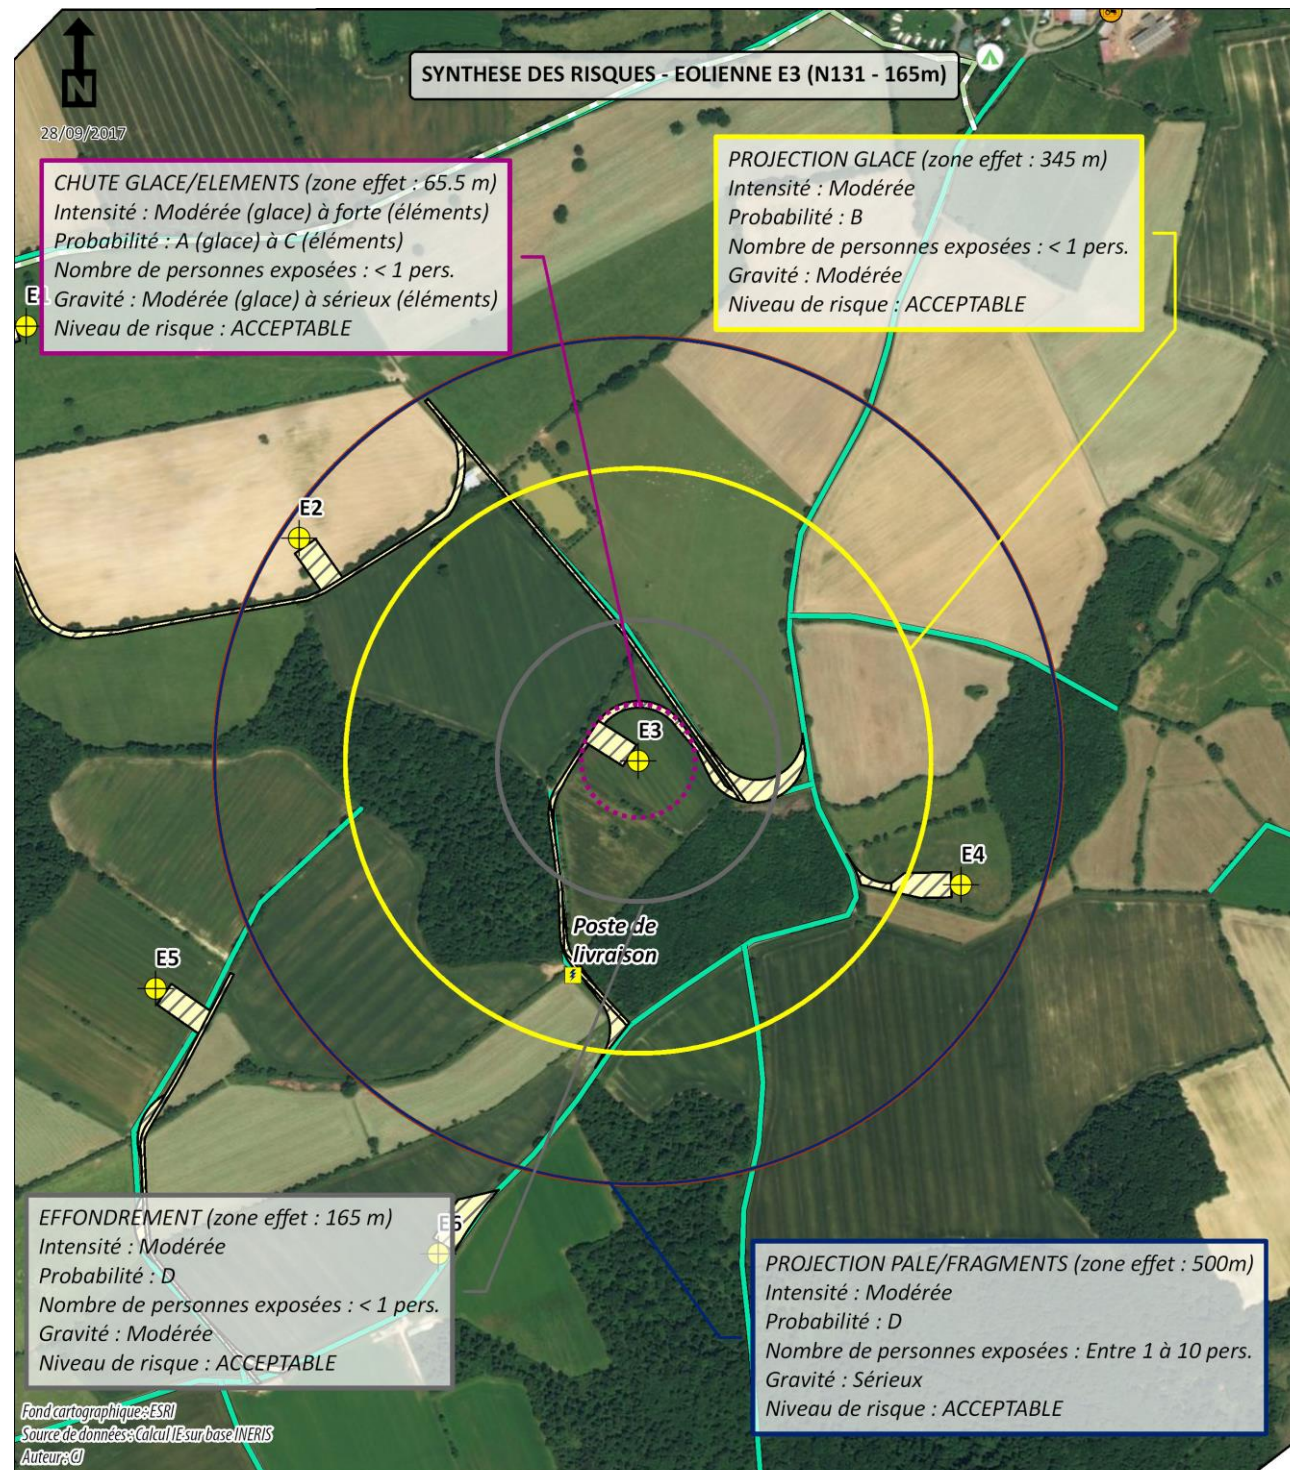 SYNTHESE DES RISQUES - EOLIENNE E3 (N131 - 165m)
N
28/09/2017
CHUTE GLACE/ELEMENTS (zone effet : 65.5 m)
Intensité : Modérée (glace) à forte (éléments)
Probabilité : A (glace) à C (éléments)
Nombre de personnes exposées : < 1 pers.
Gravité : Modérée (glace) à sérieux (éléments)
Niveau de risque : ACCEPTABLE
PROJECTION GLACE (zone effet : 345 m)
Intensité : Modérée
Probabilité : B
Nombre de personnes exposées : < 1 pers.
Gravité : Modérée
Niveau de risque : ACCEPTABLE
E1
E2
E3
E4
Poste de
livraison
E5
E6
EFFONDREMENT (zone effet : 165 m)
Intensité : Modérée
Probabilité : D
Nombre de personnes exposées : < 1 pers.
Gravité : Modérée
Niveau de risque : ACCEPTABLE
PROJECTION PALE/FRAGMENTS (zone effet : 500m)
Intensité : Modérée
Probabilité : D
Nombre de personnes exposées : Entre 1 à 10 pers.
Gravité : Sérieux
Niveau de risque : ACCEPTABLE
Fond cartographique : ESRI
Source de données : Calcul IE sur base INERIS
Auteur : GJ